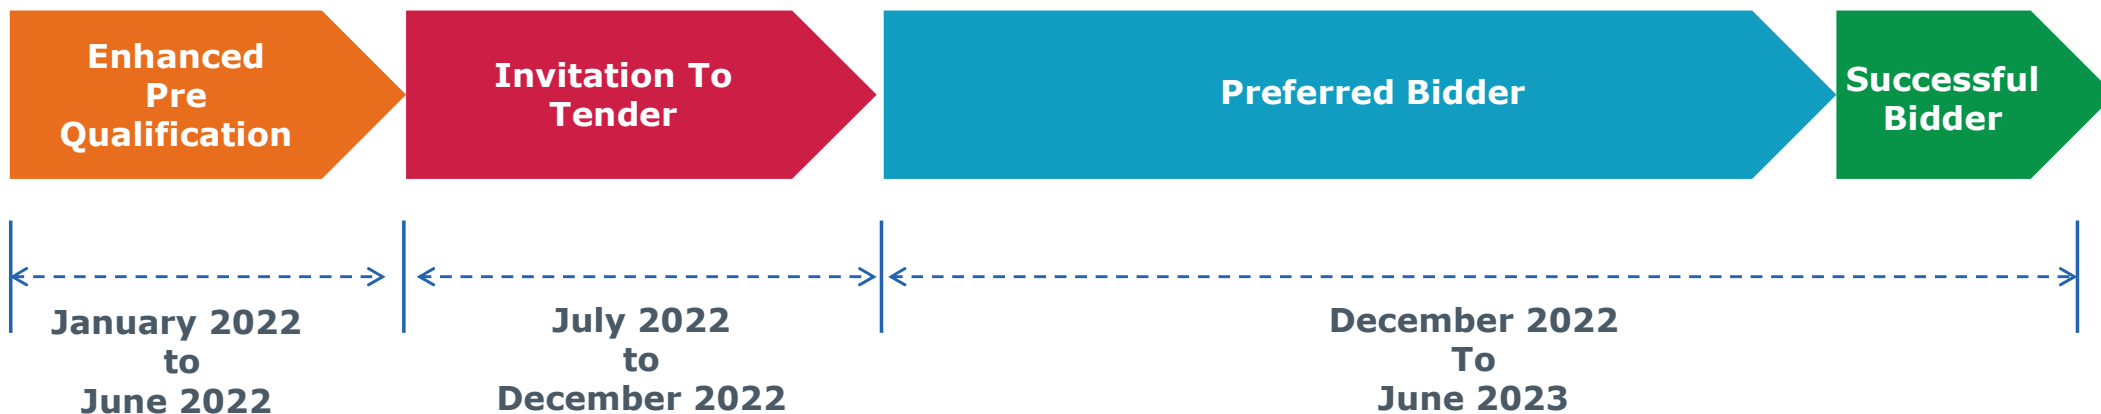 Enhanced
Pre
Qualification
Invitation To
Tender
Preferred Bidder
Successful
Bidder
January 2022
to
June 2022
July 2022
to
December 2022
December 2022
To
June 2023